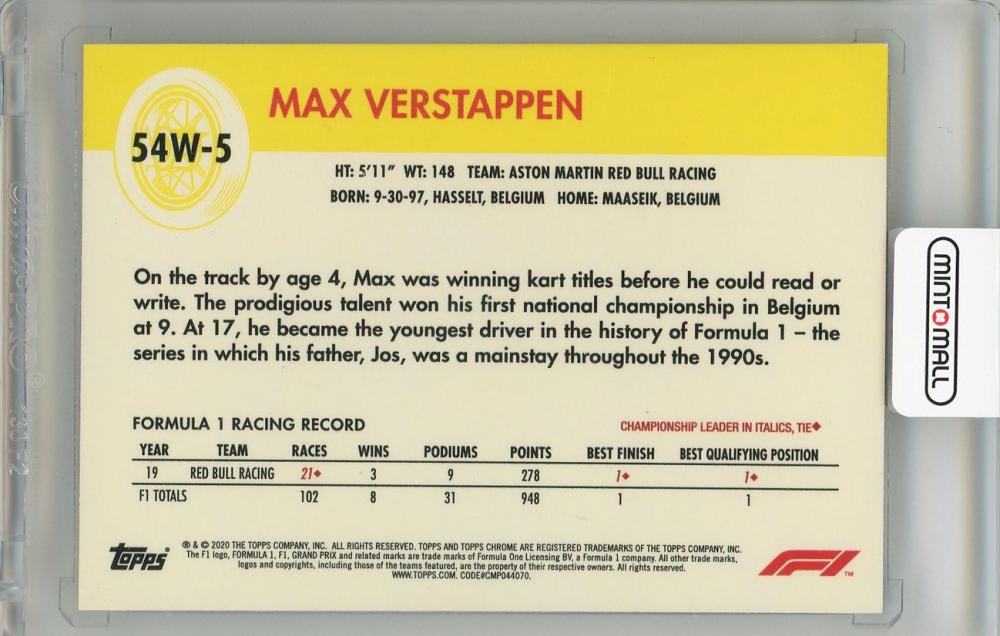 MAX VERSTAPPEN
54W-5
HT: 5'11" WT: 148 TEAM: ASTON MARTIN RED BULL RACING
BORN: 9-30-97, HASSELT, BELGIUM HOME: MAASEIK, BELGIUM
On the track by age 4, Max was winning kart titles before he could read or
write. The prodigious talent won his first national championship in Belgium
at 9. At 17, he became the youngest driver in the history of Formula 1 – the
series in which his father, Jos, was a mainstay throughout the 1990s.
FORMULA 1 RACING RECORD
CHAMPIONSHIP LEADER IN ITALICS, TIE◆
YEAR TEAM RACES WINS PODIUMS POINTS BEST FINISH BEST QUALIFYING POSITION
19 RED BULL RACING 21◆ 3 9 278 1◆ 1◆
F1 TOTALS 102 8 31 948 1 1
topps®
® & © 2020 THE TOPPS COMPANY, INC. ALL RIGHTS RESERVED. TOPPS AND TOPPS CHROME ARE REGISTERED TRADEMARKS OF THE TOPPS COMPANY, INC.
The F1 logo, FORMULA 1, F1, GRAND PRIX and related marks are trade marks of Formula One Licensing BV, a Formula 1 company. All other trade marks,
logos and copyrights, including those of the teams featured, are the property of their respective owners. All rights reserved.
WWW.TOPPS.COM. CODE#CMP044070.
F1™
MINT MALL